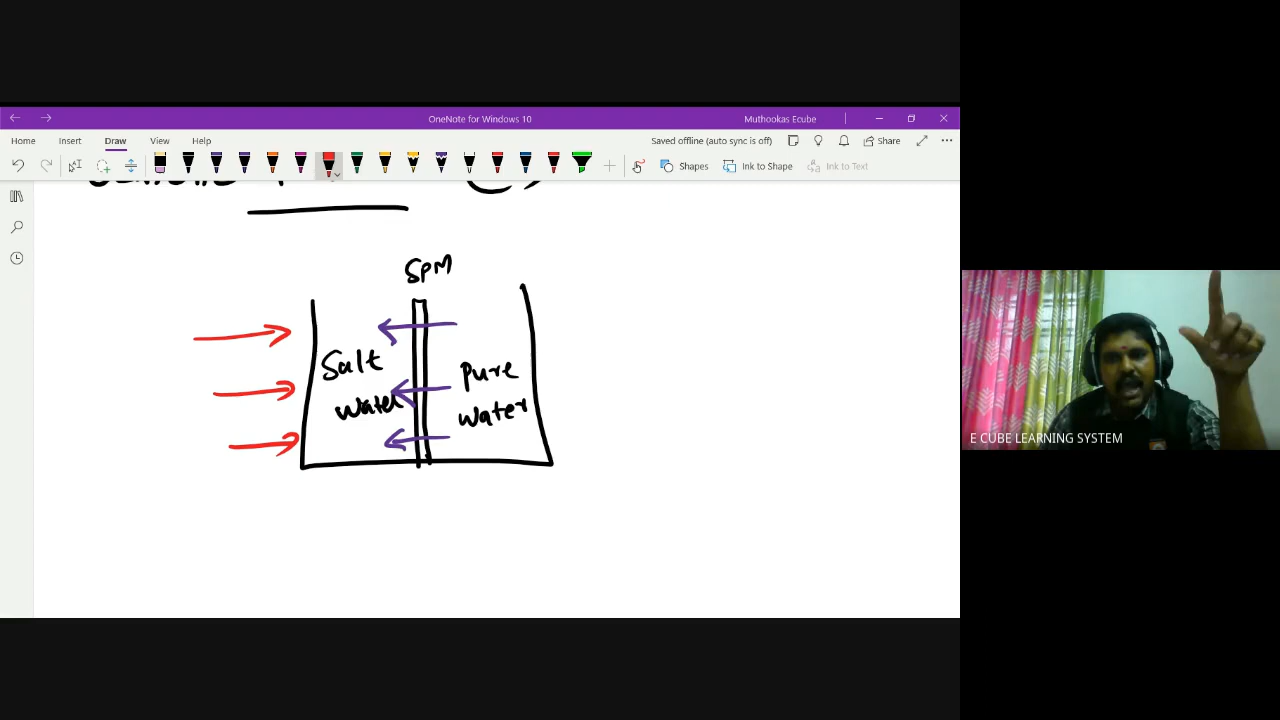 OneNote for Windows 10
Muthookas Ecube
Home Insert Draw View Help
Saved offline (auto sync is off)
Share
Shapes
Ink to Shape
Ink to Text
SPM
Salt
water
Pure
water
E CUBE LEARNING SYSTEM